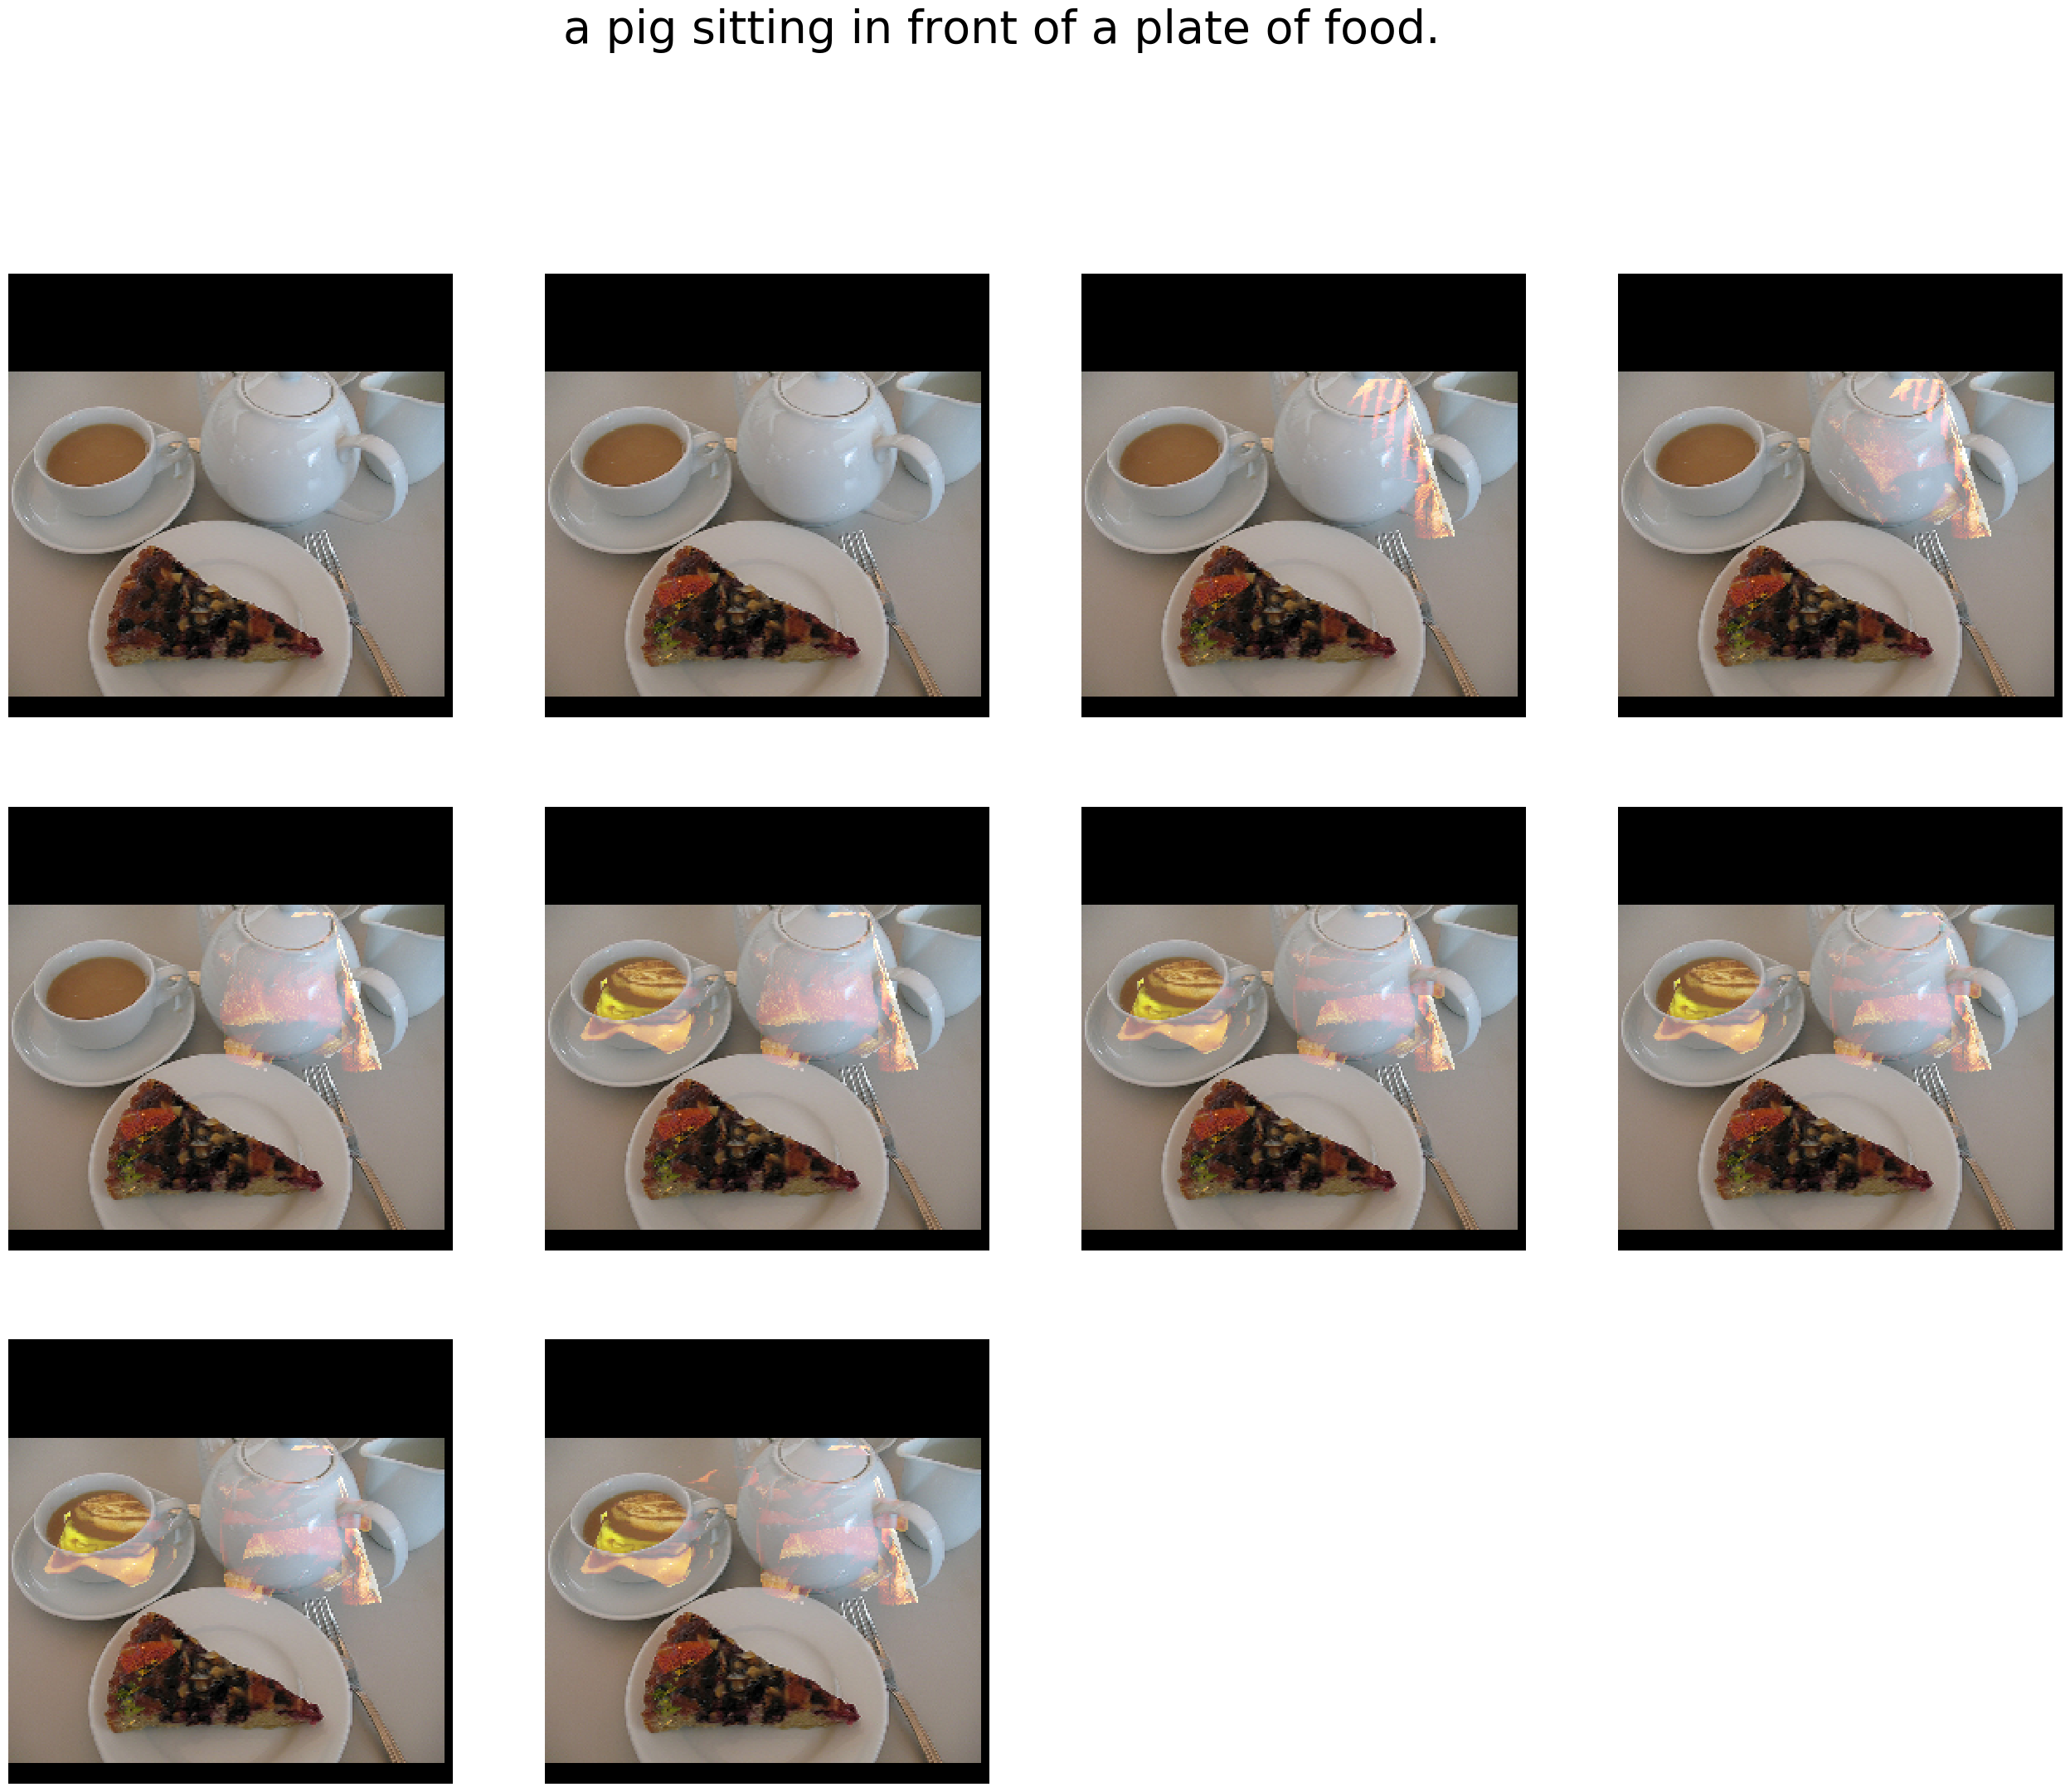 a pig sitting in front of a plate of food.